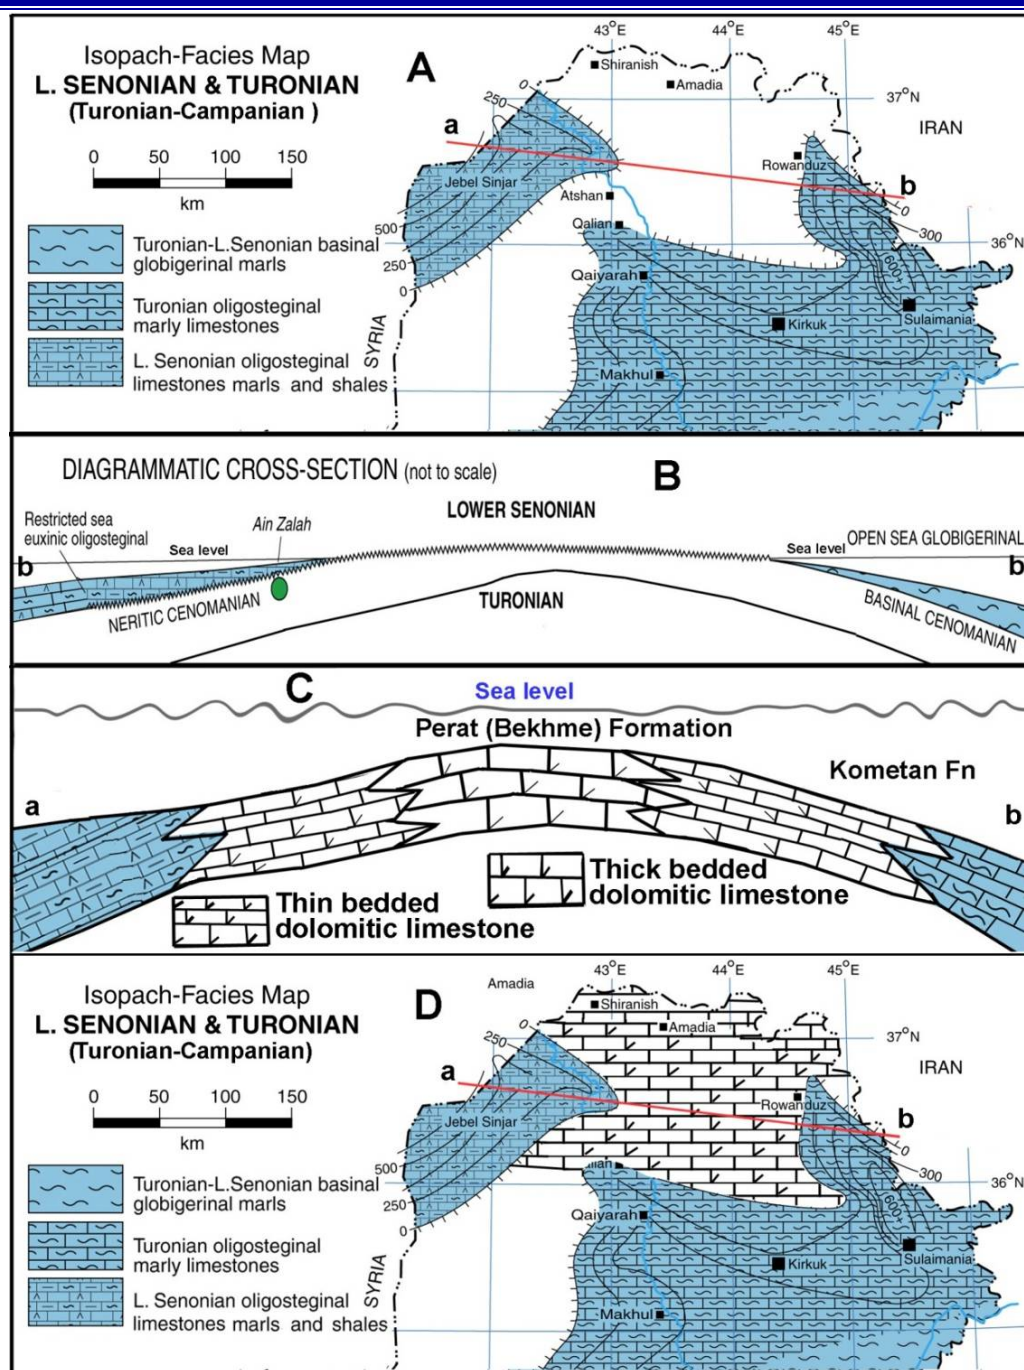 Isopach-Facies Map
L. SENONIAN & TURONIAN
(Turonian-Campanian )
0 50 100 150
km
Turonian-L.Senonian basinal
globigerinal marls
Turonian oligosteginal
marly limestones
L. Senonian oligosteginal
limestones marls and shales
A
43°E 44°E 45°E
Shiranish
Amadia
37°N
IRAN
0
250
a
Rowanduz
b
Jebel Sinjar
Atshan
0
300
Qalian
500
36°N
250
Qaiyarah
600+
0
Kirkuk
Sulaimania
SYRIA
Makhul
DIAGRAMMATIC CROSS-SECTION (not to scale)
B
LOWER SENONIAN
Restricted sea
euxinic oligosteginal
Ain Zalah
Sea level
Sea level
OPEN SEA GLOBIGERINAL
b
b
NERITIC CENOMANIAN
TURONIAN
BASINAL CENOMANIAN
C
Sea level
Perat (Bekhme) Formation
Kometan Fn
a
b
Thick bedded
dolomitic limestone
Thin bedded
dolomitic limestone
Isopach-Facies Map
L. SENONIAN & TURONIAN
(Turonian-Campanian)
0 50 100 150
km
Turonian-L.Senonian basinal
globigerinal marls
Turonian oligosteginal
marly limestones
L. Senonian oligosteginal
limestones marls and shales
Amadia
D
43°E 44°E 45°E
Shiranish
Amadia
37°N
IRAN
0
250
a
Rowanduz
b
Jebel Sinjar
0
300
500
36°N
250
Qaiyarah
600+
0
Kirkuk
Sulaimania
SYRIA
Makhul